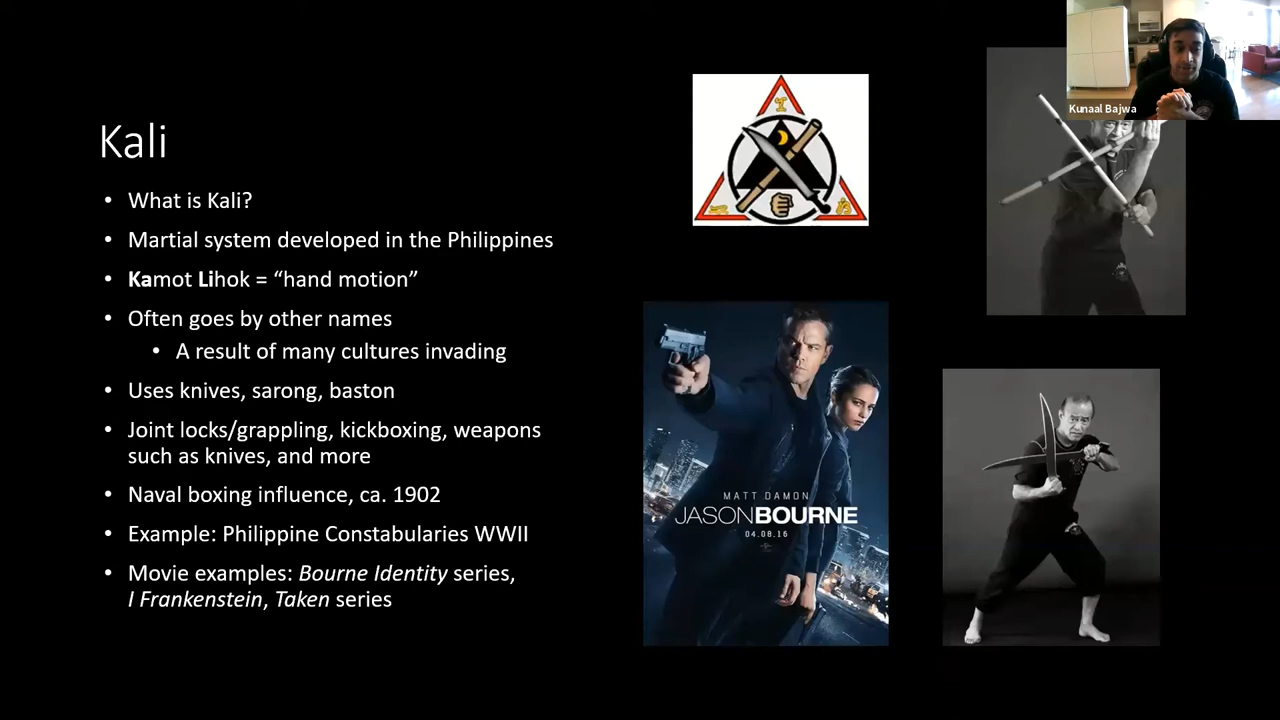 Kunaal Bajwa
Kali
• What is Kali?
• Martial system developed in the Philippines
• Kamot Lihok = “hand motion”
• Often goes by other names
• A result of many cultures invading
• Uses knives, sarong, baston
• Joint locks/grappling, kickboxing, weapons
such as knives, and more
• Naval boxing influence, ca. 1902
• Example: Philippine Constabularies WWII
• Movie examples: Bourne Identity series,
I Frankenstein, Taken series
MATT DAMON
JASONBOURNE
04.08.16